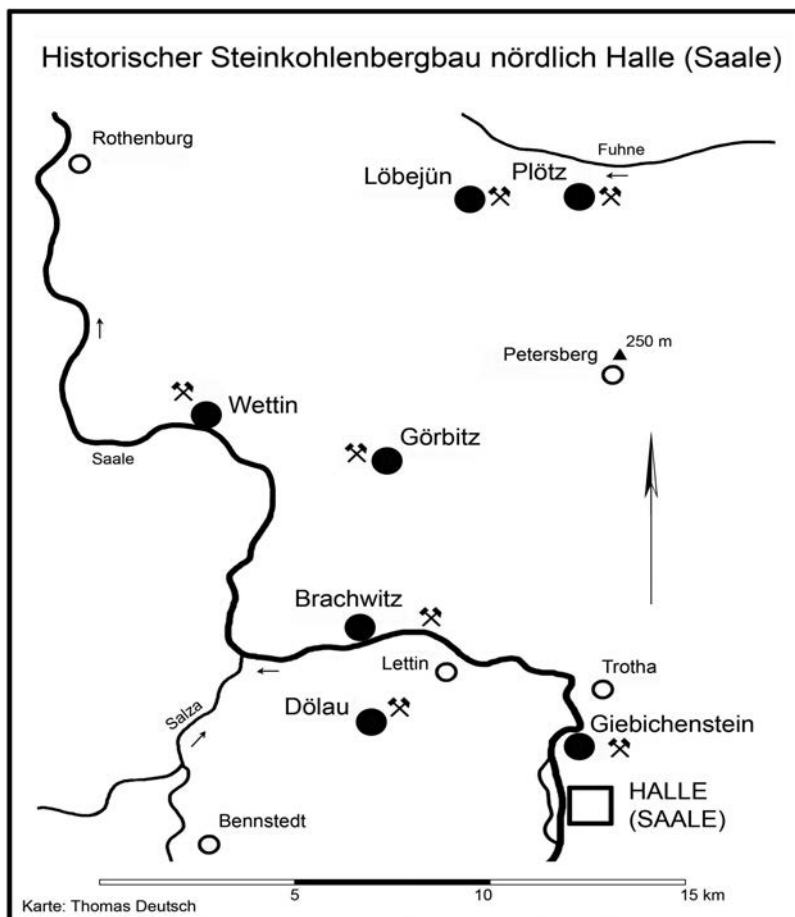 Historischer Steinkohlenbergbau nördlich Halle (Saale)
Rothenburg
Fuhne
Löbejün
Plötz
250 m
Petersberg
Wettin
Görbitz
Saale
Brachwitz
Lettin
Trotha
Salza
Dölau
Giebichenstein
HALLE
(SAALE)
Bennstedt
5
10
15 km
Karte: Thomas Deutsch